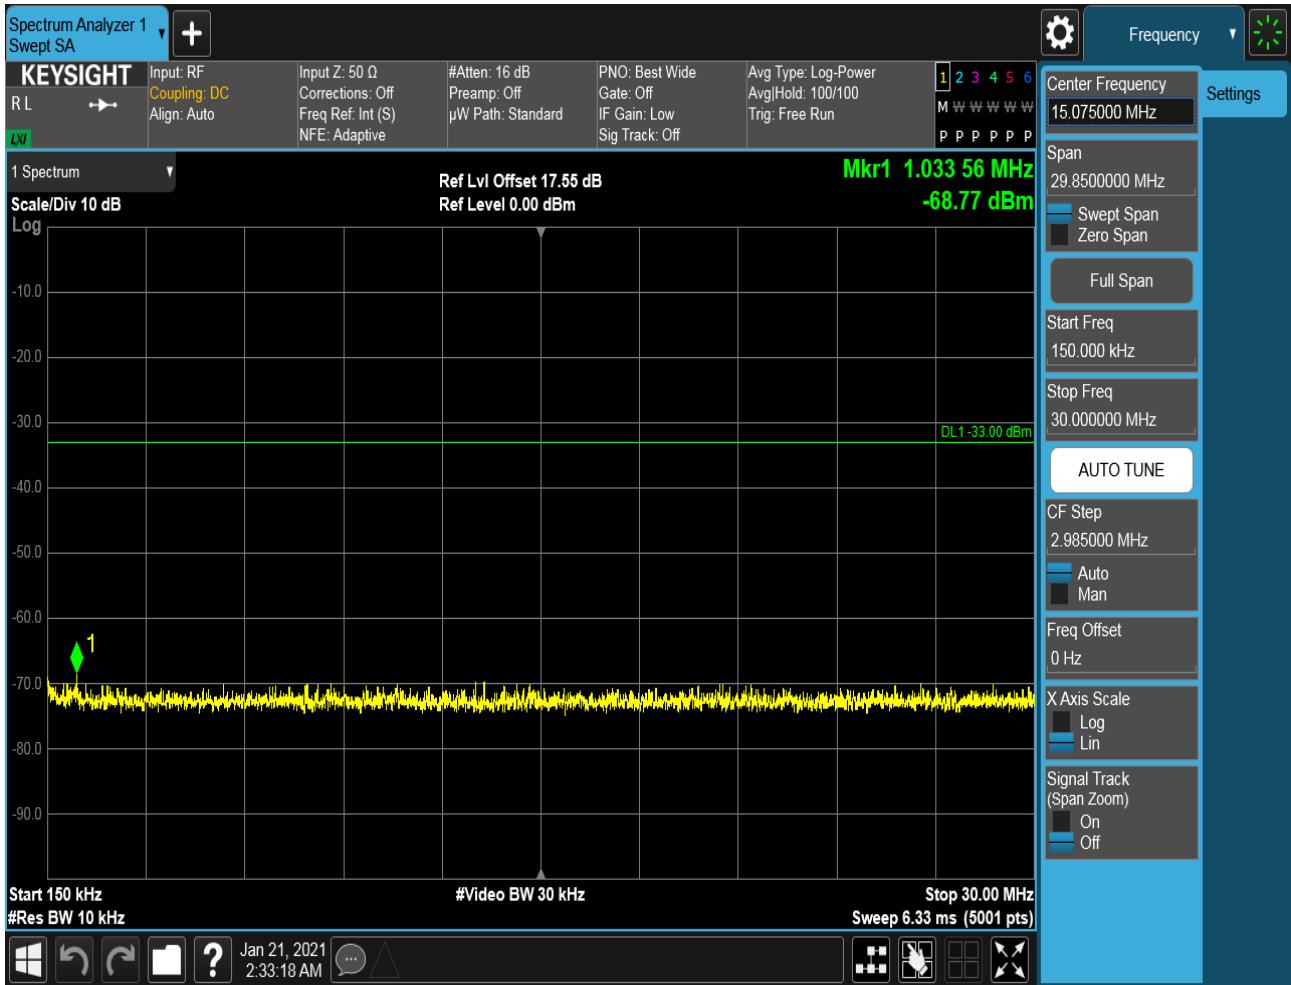 Spectrum Analyzer 1
Swept SA
Frequency
KEYSIGHT
R L
LXI
Input: RF
Coupling: DC
Align: Auto
Input Z: 50 Ω
Corrections: Off
Freq Ref: Int (S)
NFE: Adaptive
#Atten: 16 dB
Preamp: Off
µW Path: Standard
PNO: Best Wide
Gate: Off
IF Gain: Low
Sig Track: Off
Avg Type: Log-Power
Avg|Hold: 100/100
Trig: Free Run
1 2 3 4 5 6
M W W W W W
P P P P P P
1 Spectrum
Scale/Div 10 dB
Log
Ref Lvl Offset 17.55 dB
Ref Level 0.00 dBm
Mkr1 1.033 56 MHz
-68.77 dBm
-10.0
-20.0
-30.0
DL1 -33.00 dBm
-40.0
-50.0
-60.0
1
-70.0
-80.0
-90.0
Start 150 kHz
#Res BW 10 kHz
#Video BW 30 kHz
Stop 30.00 MHz
Sweep 6.33 ms (5001 pts)
?
Jan 21, 2021
2:33:18 AM
Center Frequency
15.075000 MHz
Settings
Span
29.8500000 MHz
Swept Span
Zero Span
Full Span
Start Freq
150.000 kHz
Stop Freq
30.000000 MHz
AUTO TUNE
CF Step
2.985000 MHz
Auto
Man
Freq Offset
0 Hz
X Axis Scale
Log
Lin
Signal Track
(Span Zoom)
On
Off